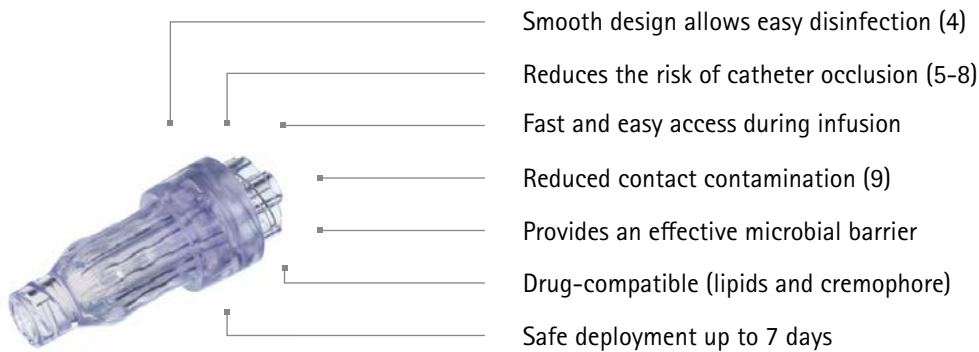 Smooth design allows easy disinfection (4)
Reduces the risk of catheter occlusion (5-8)
Fast and easy access during infusion
Reduced contact contamination (9)
Provides an effective microbial barrier
Drug-compatible (lipids and cremophore)
Safe deployment up to 7 days